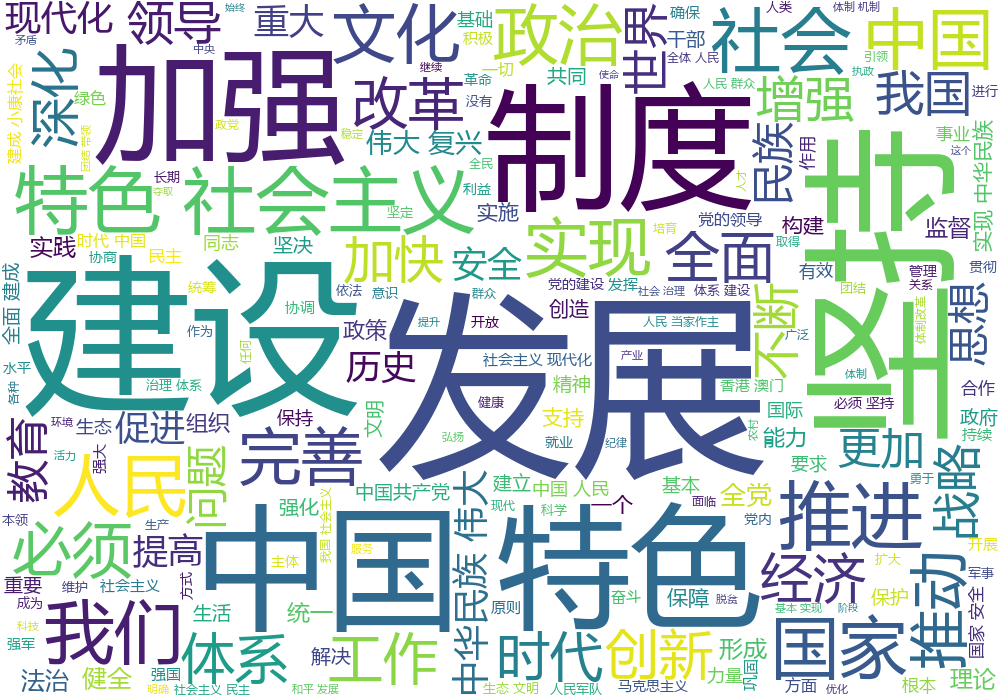 现代化
领导
重大
文化
基础
积极
政治
世界
确保
干部
人类
社会
体制 机制
中国
始终
矛盾
中央
继续
一切
革命
没有
共同
使命
全体 人民
人民 群众
引领
执政
进行
深化
绿色
建成 小康社会
团结 带领
加强
改革
政党
稳定
伟大 复兴
全民
制度
增强
我国
事业
这个
特色 社会主义
长期
夺取
坚定
利益
实施
实现
培育
民族
人才
作用
党的领导
构建
取得
坚持
监督
实现 中华民族
实践
时代 中国
协商
民主
同志
坚决
加快
安全
全面
有效
团结
管理
关系
贯彻
全面 建成
统筹
依法
意识
群众
党的建设
发挥
社会 治理
体系 建设
建设
协调
作为
任何
政策
提升
开放
创造
人民 当家作主
不断
广泛
体制改革
思想
水平
各种
治理 体系
历史
发展
社会主义 现代化
产业
香港 澳门
体制
合作
必须 坚持
环境
生态
促进
组织
保持
文明
健康
精神
支持
国际
政府
持续
教育
活力
强大
完善
弘扬
就业
纪律
农村
能力
更加
战略
人民
问题
中国共产党
建立
中国 人民
基本
要求
勇于
本领
生产
强化
我国 社会主义
现代
科学
一个
面临
全党
党内
推进
开展
必须
提高
中国 特色
主体
服务
中华民族 伟大
经济
扩大
推动
军事
重要
维护
社会主义
方式
成为
科技
强军
我们
生活
统一
原则
奋斗
保障
脱贫
基本 实现
阶段
保护
国家 安全
体系
解决
工作
时代
创新
形成
力量
巩固
国家
法治
健全
强国
明确
社会主义 民主
和平 发展
生态 文明
人民军队
马克思主义
方面
优化
根本
理论